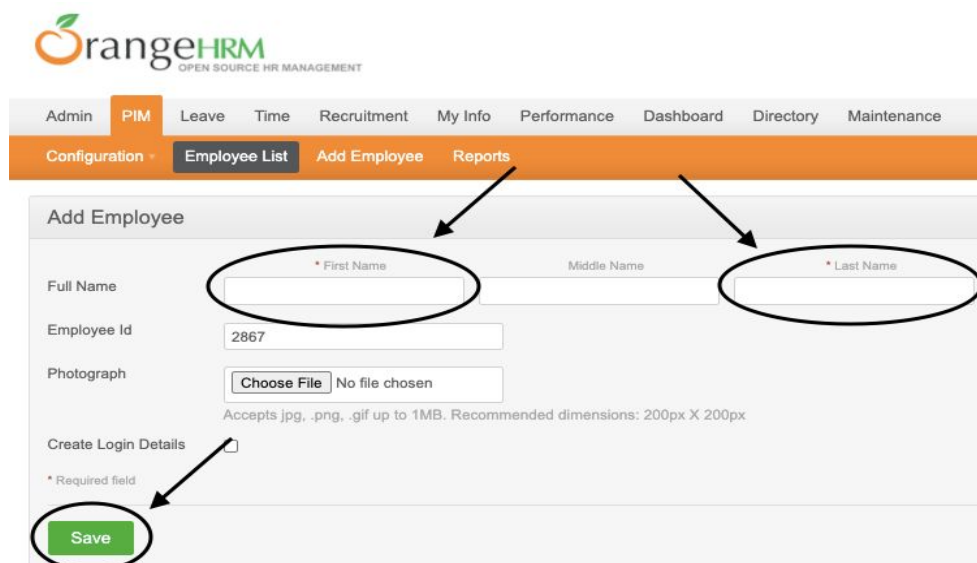 OrangeHRM
OPEN SOURCE HR MANAGEMENT
Admin PIM Leave Time Recruitment My Info Performance Dashboard Directory Maintenance
Configuration Employee List Add Employee Reports
Add Employee
* First Name Middle Name * Last Name
Full Name
Employee Id 2867
Photograph Choose File No file chosen
Accepts jpg, .png, .gif up to 1MB. Recommended dimensions: 200px X 200px
Create Login Details
* Required field
Save